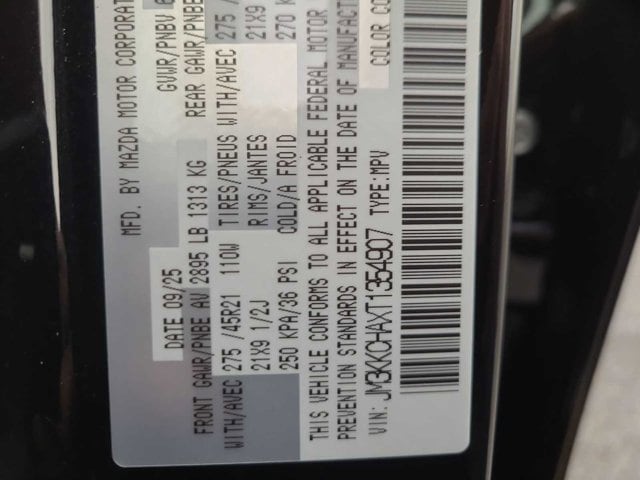 MFD. BY MAZDA MOTOR CORPORAT
DATE 09/25 GVWR/PNBV
FRONT GAWR/PNBE AV 2895 LB 1313 KG REAR GAWR/PNBE
WITH/AVEC 275 /45R21 110W TIRES/PNEUS WITH/AVEC 275 /
21X9 1/2J RIMS/JANTES 21X9
250 KPA/36 PSI COLD/A FROID 270 K
THIS VEHICLE CONFORMS TO ALL APPLICABLE FEDERAL MOTOR
PREVENTION STANDARDS IN EFFECT ON THE DATE OF MANUFACT
VIN: JM3KKCHAXT1354907 TYPE: MPV COLOR CO